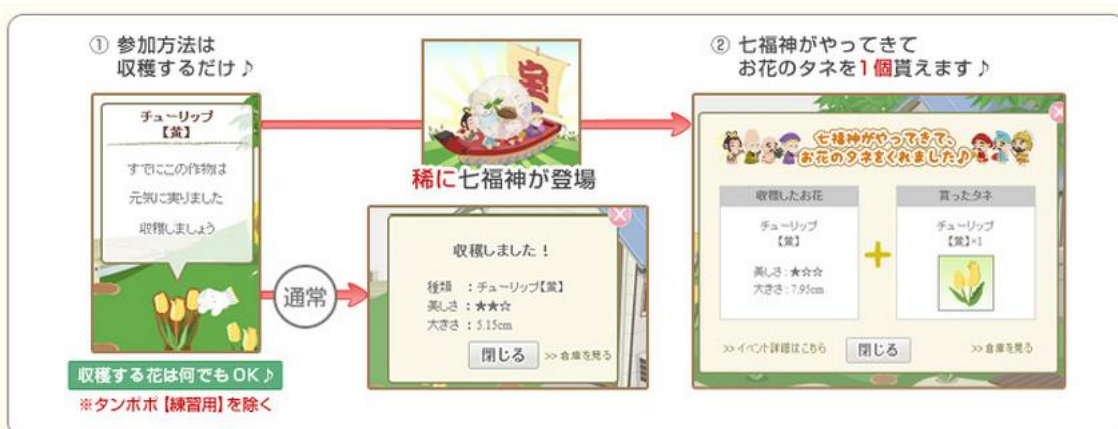 ① 参加方法は
収穫するだけ♪
チューリップ
【黄】
すでにこの作物は
元気に実りました
収穫しましょう
収穫する花は何でもOK♪
※タンポポ【練習用】を除く
宝
稀に七福神が登場
通常
収穫しました！
種類 ：チューリップ【黄】
美しさ：★★☆
大きさ：5.15cm
閉じる
>> 倉庫を見る
② 七福神がやってきて
お花のタネを1個貰えます♪
七福神がやってきて、
お花のタネをくれました♪
収穫したお花
チューリップ
【黄】
美しさ：★☆☆
大きさ：7.95cm
+
貰ったタネ
チューリップ
【黄】×1
>> イベント詳細はこちら
閉じる
>> 倉庫を見る